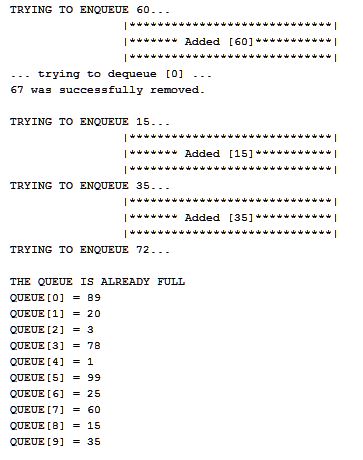 TRYING TO ENQUEUE 60...
|*****************************|
|******* Added [60]***********|
|*****************************|
... trying to dequeue [0] ...
67 was successfully removed.
TRYING TO ENQUEUE 15...
|*****************************|
|******* Added [15]***********|
|*****************************|
TRYING TO ENQUEUE 35...
|*****************************|
|******* Added [35]***********|
|*****************************|
TRYING TO ENQUEUE 72...
THE QUEUE IS ALREADY FULL
QUEUE[0] = 89
QUEUE[1] = 20
QUEUE[2] = 3
QUEUE[3] = 78
QUEUE[4] = 1
QUEUE[5] = 99
QUEUE[6] = 25
QUEUE[7] = 60
QUEUE[8] = 15
QUEUE[9] = 35